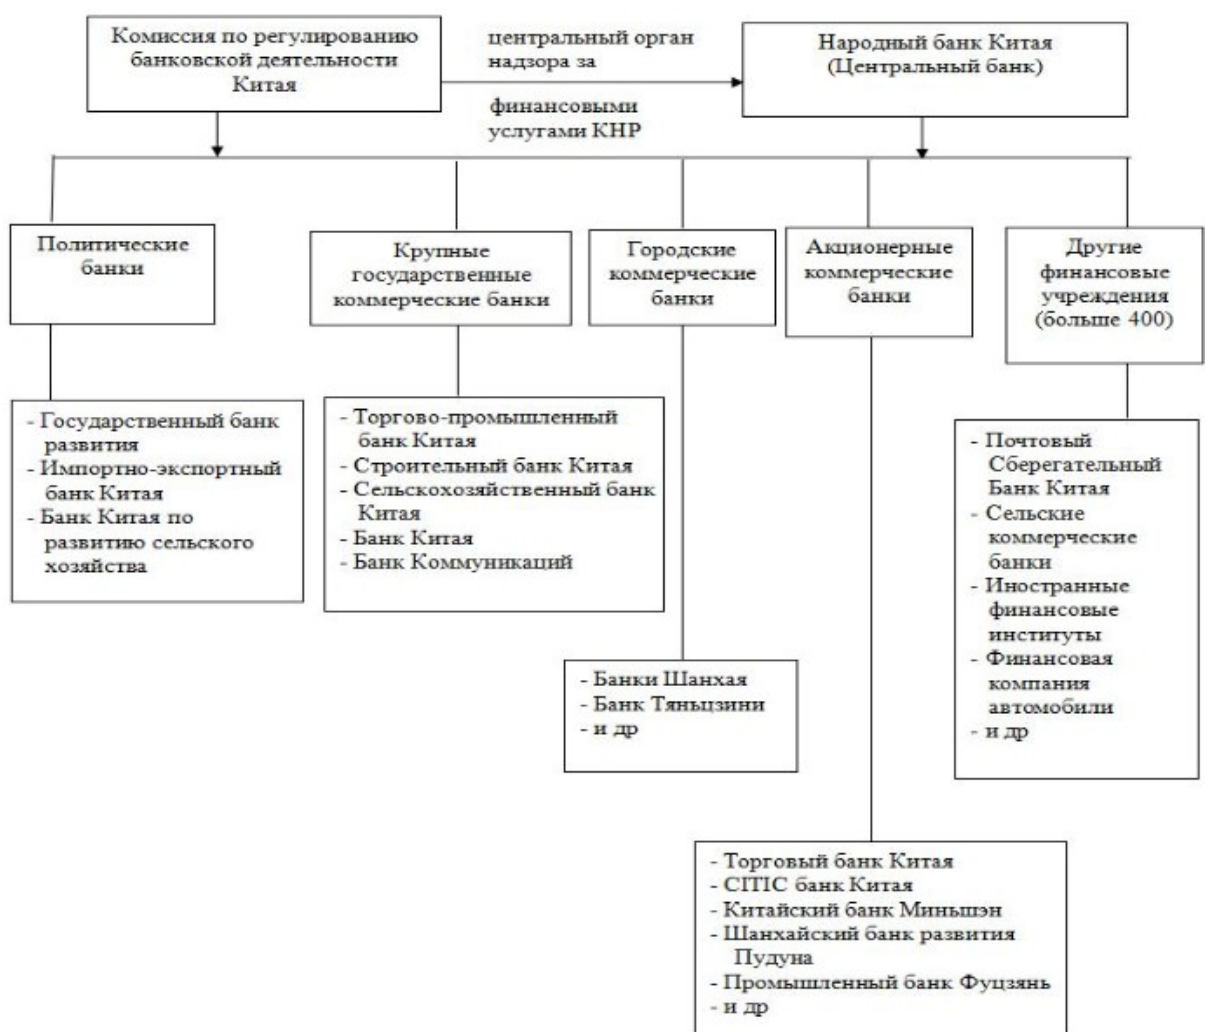 Комиссия по регулированию
банковской деятельности
Китая
центральный орган
надзора за
финансовыми
услугами КНР
Народный банк Китая
(Центральный банк)
Политические
банки
Крупные
государственные
коммерческие банки
Городские
коммерческие
банки
Акционерные
коммерческие
банки
Другие
финансовые
учреждения
(больше 400)
- Государственный банк
развития
- Импортно-экспортный
банк Китая
- Банк Китая по
развитию сельского
хозяйства
- Торгово-промышленный
банк Китая
- Строительный банк Китая
- Сельскохозяйственный банк
Китая
- Банк Китая
- Банк Коммуникаций
- Банки Шанхая
- Банк Тяньцзини
- и др
- Торговый банк Китая
- CITIC банк Китая
- Китайский банк Миньшэн
- Шанхайский банк развития
Пудуна
- Промышленный банк Фуцзянь
- и др
- Почтовый
Сберегательный
Банк Китая
- Сельские
коммерческие
банки
- Иностранные
финансовые
институты
- Финансовая
компания
автомобили
- и др